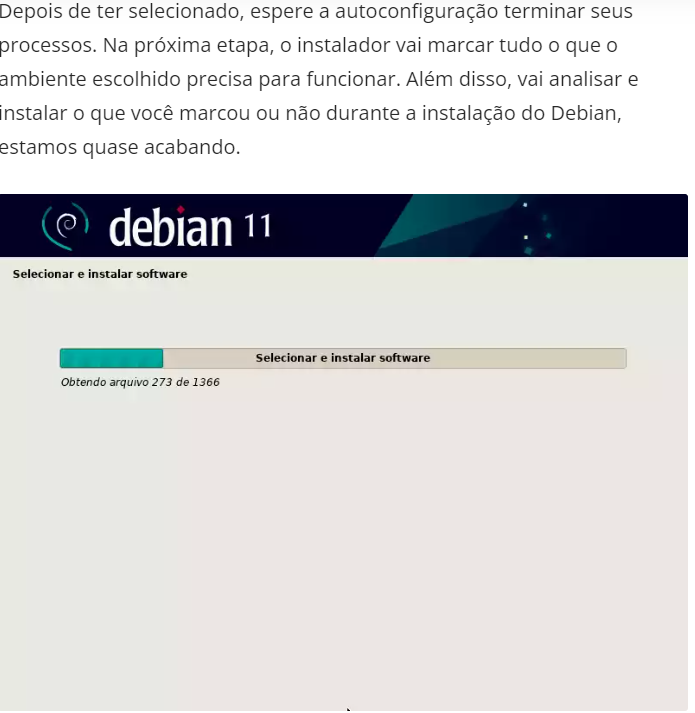 Depois de ter selecionado, espere a autoconfiguração terminar seus
processos. Na próxima etapa, o instalador vai marcar tudo o que o
ambiente escolhido precisa para funcionar. Além disso, vai analisar e
instalar o que você marcou ou não durante a instalação do Debian,
estamos quase acabando.
debian 11
Selecionar e instalar software
Selecionar e instalar software
Obtendo arquivo 273 de 1366